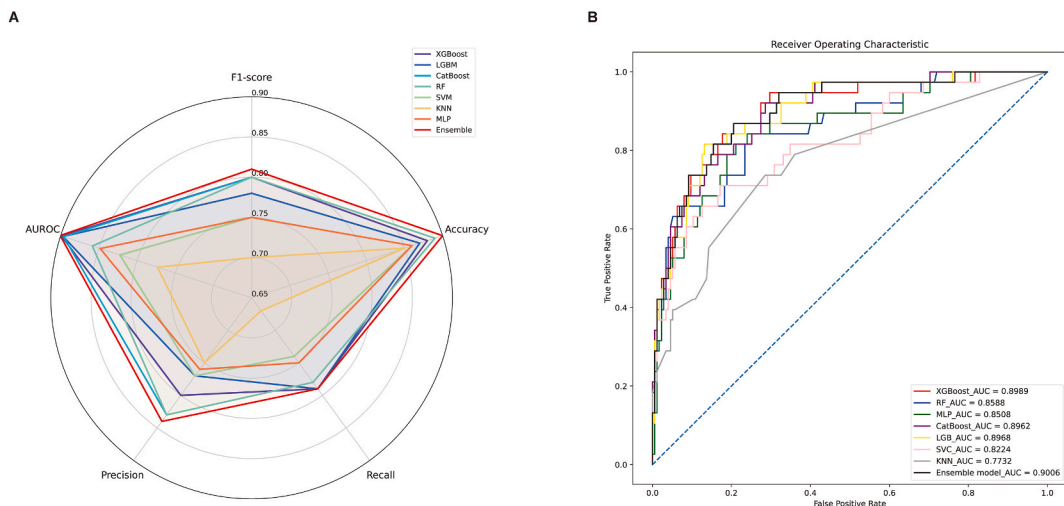 A
XGBoost
LGBM
CatBoost
RF
SVM
KNN
MLP
Ensemble
F1-score
0.90
0.85
0.80
0.75
0.70
0.65
AUROC
Accuracy
Precision
Recall
B
Receiver Operating Characteristic
True Positive Rate
1.0
0.8
0.6
0.4
0.2
0.0
XGBoost_AUC = 0.8989
RF_AUC = 0.8588
MLP_AUC = 0.8508
CatBoost_AUC = 0.8962
LGB_AUC = 0.8968
SVC_AUC = 0.8224
KNN_AUC = 0.7732
Ensemble model_AUC = 0.9006
0.0 0.2 0.4 0.6 0.8 1.0
False Positive Rate